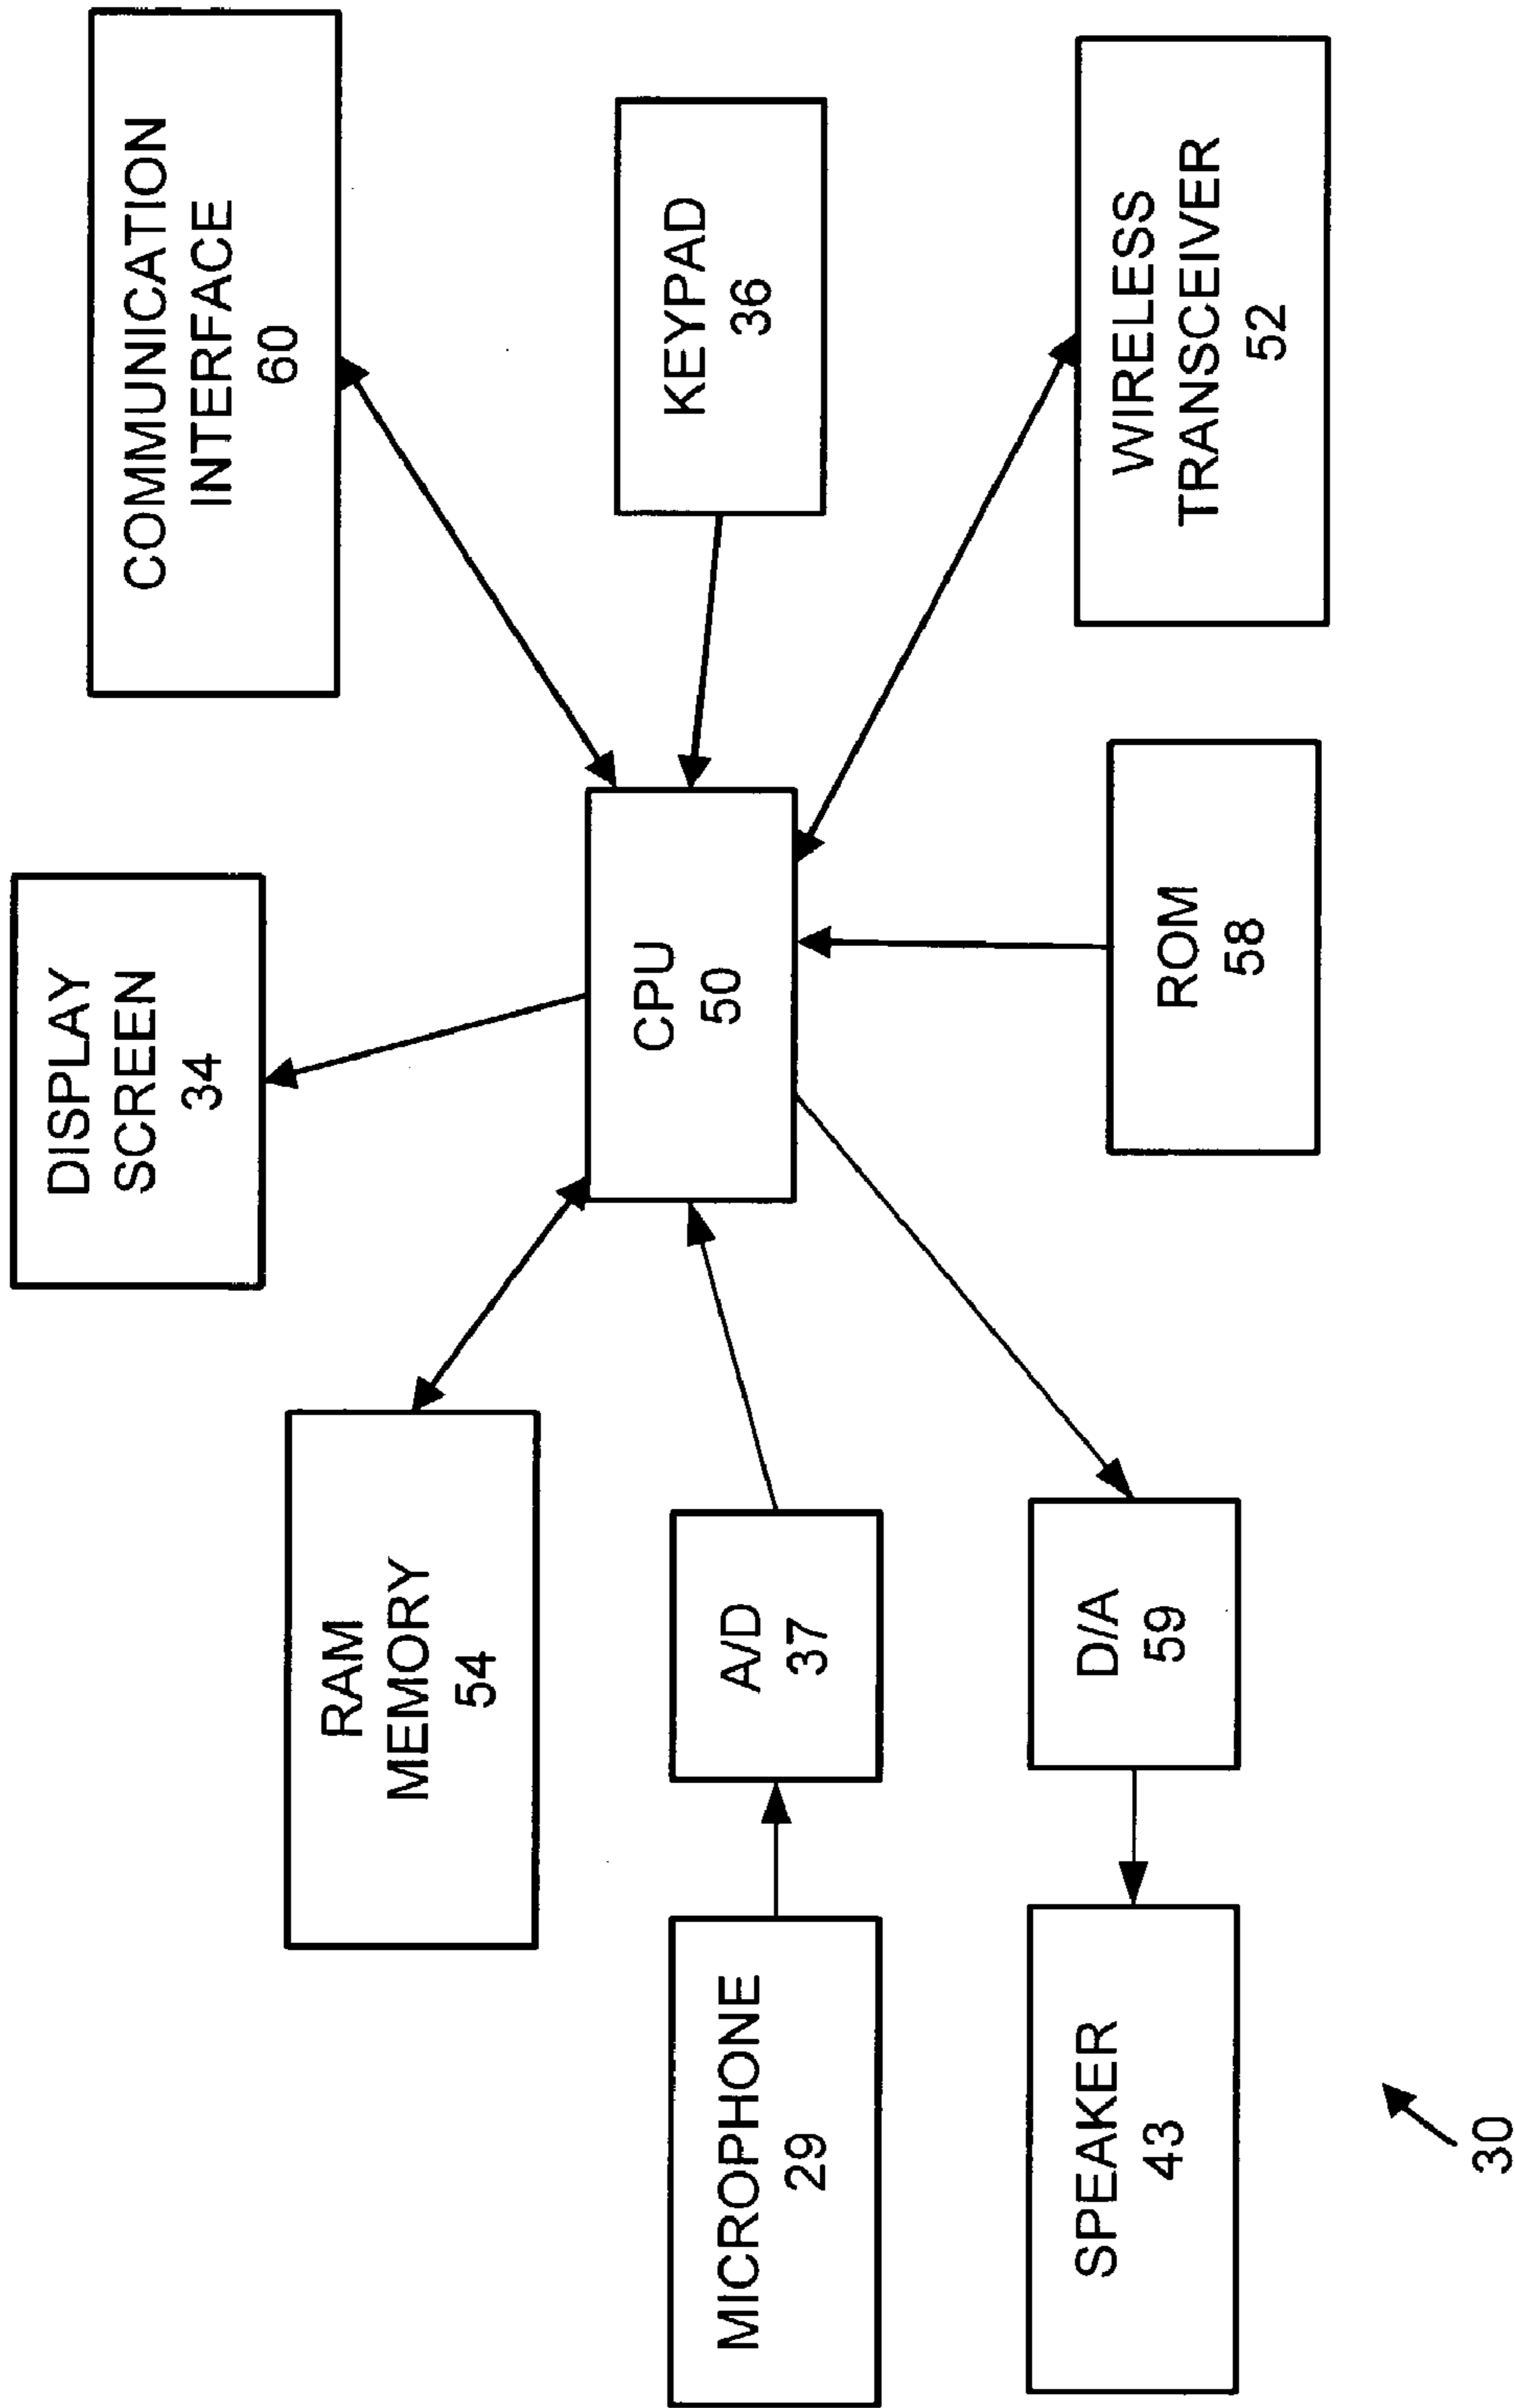 DISPLAY
SCREEN
34
COMMUNICATION
INTERFACE
60
RAM
MEMORY
54
CPU
50
KEYPAD
36
MICROPHONE
29
A/D
37
SPEAKER
43
D/A
59
ROM
58
WIRELESS
TRANSCEIVER
52
30